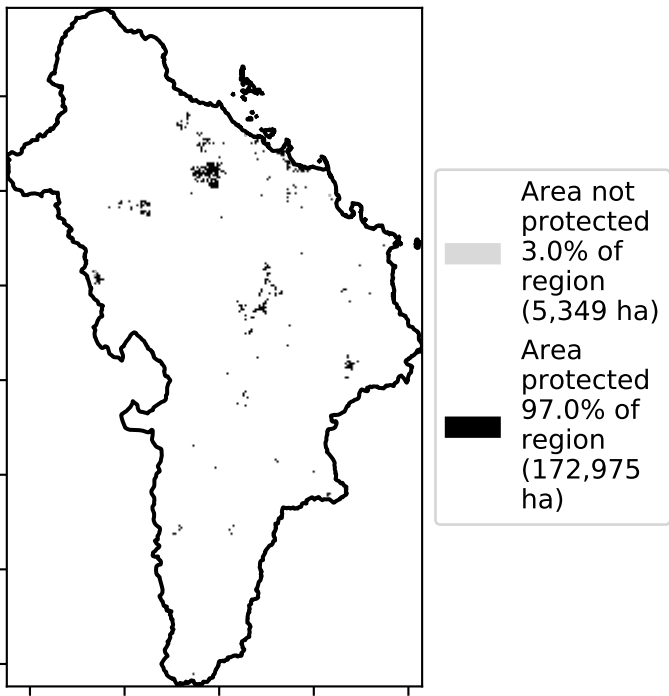 Area not
protected
3.0% of
region
(5,349 ha)
Area
protected
97.0% of
region
(172,975
ha)